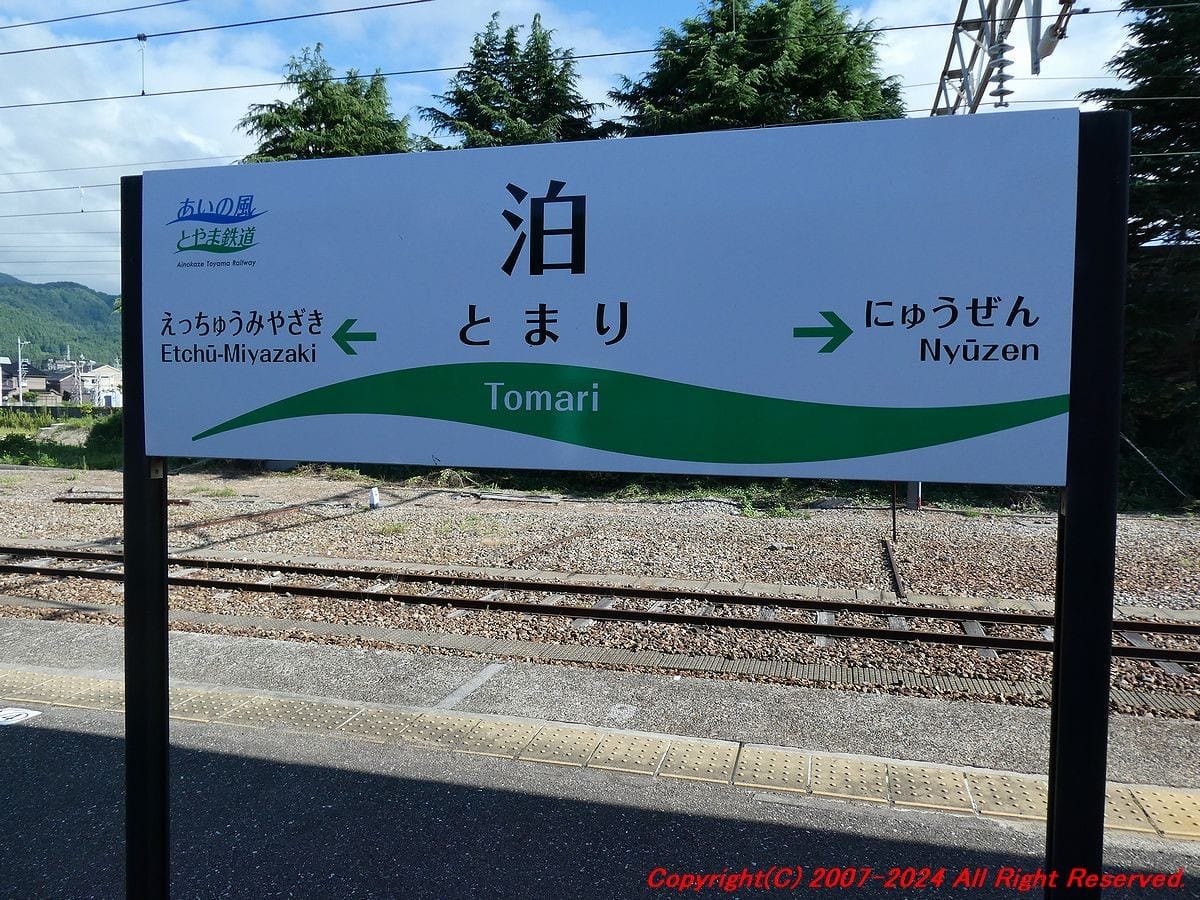 あいの風
とやま鉄道
Ainokaze Toyama Railway
泊
とまり
えっちゅうみやざき
Etchū-Miyazaki
にゅうぜん
Nyūzen
Tomari
Copyright(C) 2007-2024 All Right Reserved.